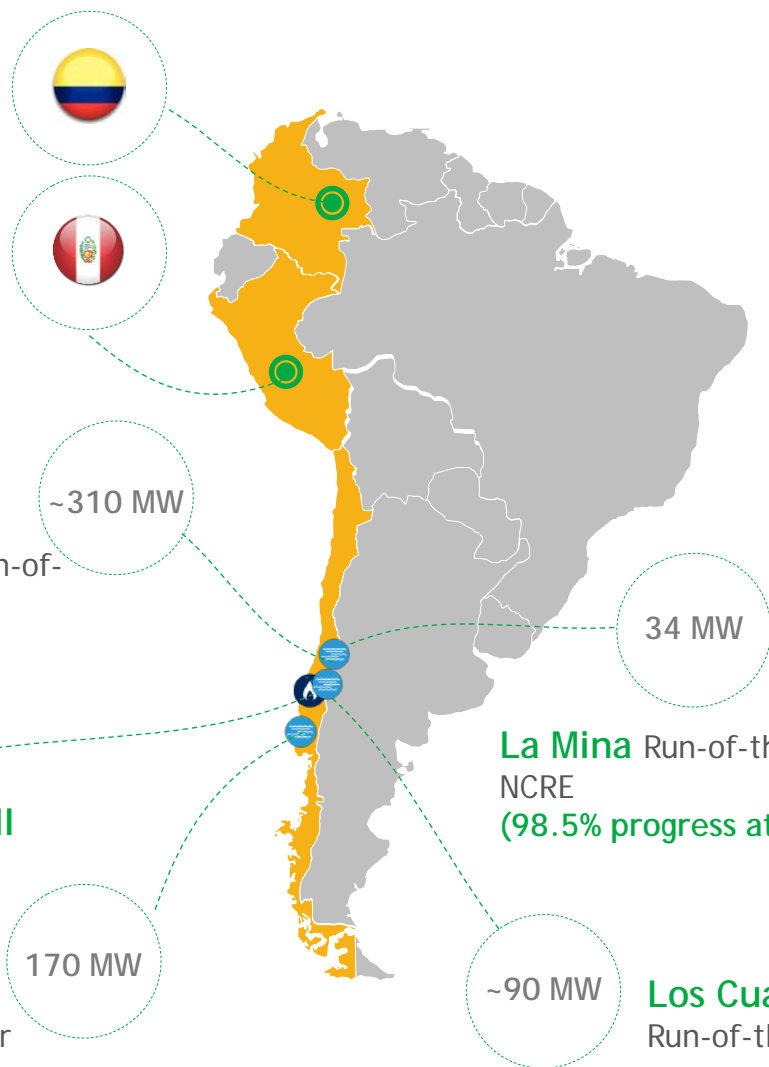 ~310 MW
n-of-
34 MW
La Mina Run-of-th
NCRE
(98.5% progress at
ll
170 MW
r
~90 MW
Los Cua
Run-of-th